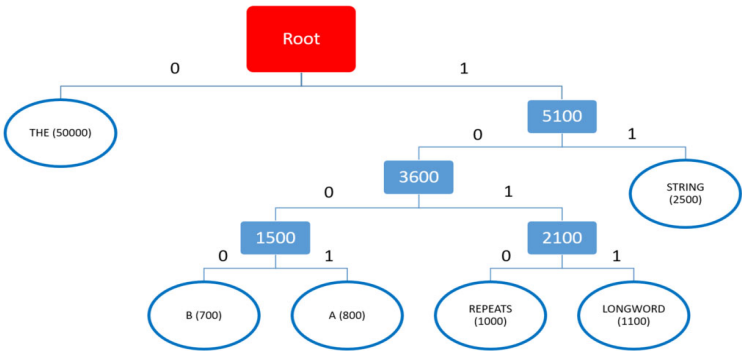 Root
0 1
THE (50000)
5100
0 1
3600
STRING
(2500)
0 1
1500 2100
0 1 0 1
B (700) A (800) REPEATS
(1000) LONGWORD
(1100)